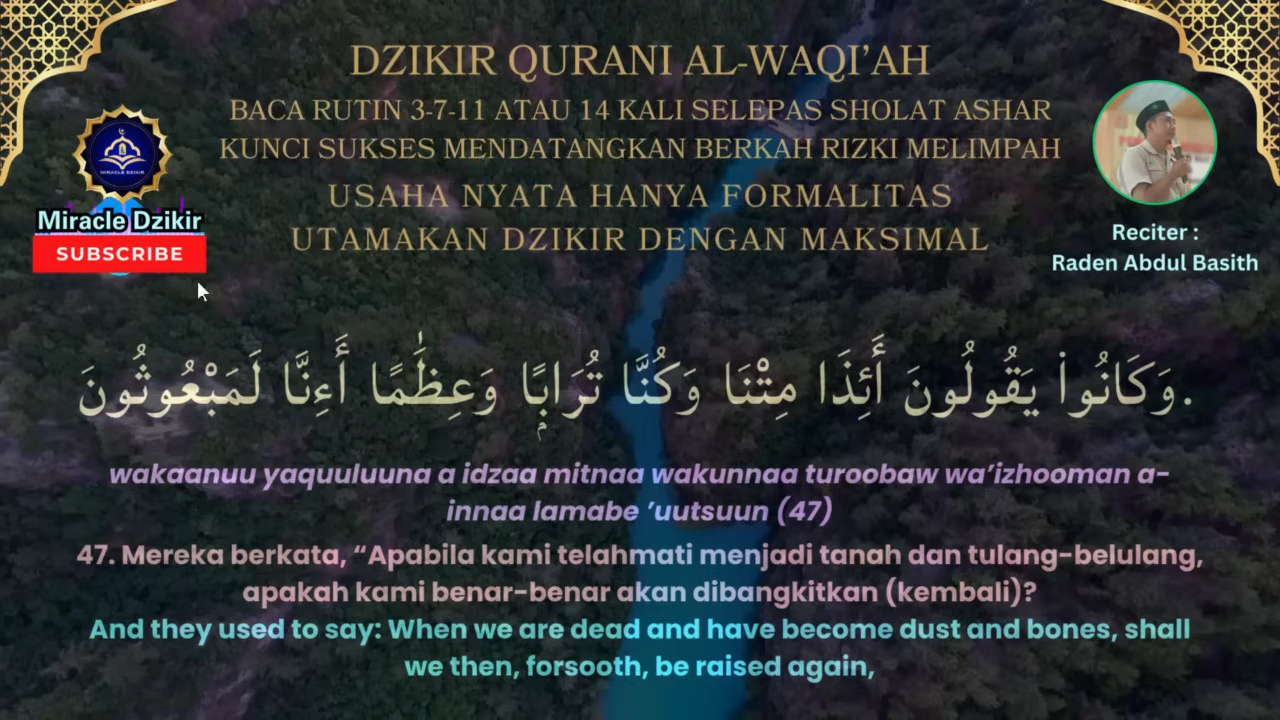 DZIKIR QURANI AL-WAQI’AH
BACA RUTIN 3-7-11 ATAU 14 KALI SELEPAS SHOLAT ASHAR
KUNCI SUKSES MENDATANGKAN BERKAH RIZKI MELIMPAH
USAHA NYATA HANYA FORMALITAS
UTAMAKAN DZIKIR DENGAN MAKSIMAL
MIRACLE DZIKIR
Miracle Dzikir
SUBSCRIBE
Reciter :
Raden Abdul Basith
وَكَانُوا۟ يَقُولُونَ أَئِذَا مِتْنَا وَكُنَّا تُرَابًۭا وَعِظَٰمًا أَءِنَّا لَمَبْعُوثُونَ.
wakaanuu yaquuluuna a idzaa mitnaa wakunnaa turoobaw wa’izhooman a-
innaa lamabe ’uutsuun (47)
47. Mereka berkata, “Apabila kami telahmati menjadi tanah dan tulang-belulang,
apakah kami benar-benar akan dibangkitkan (kembali)?
And they used to say: When we are dead and have become dust and bones, shall
we then, forsooth, be raised again,